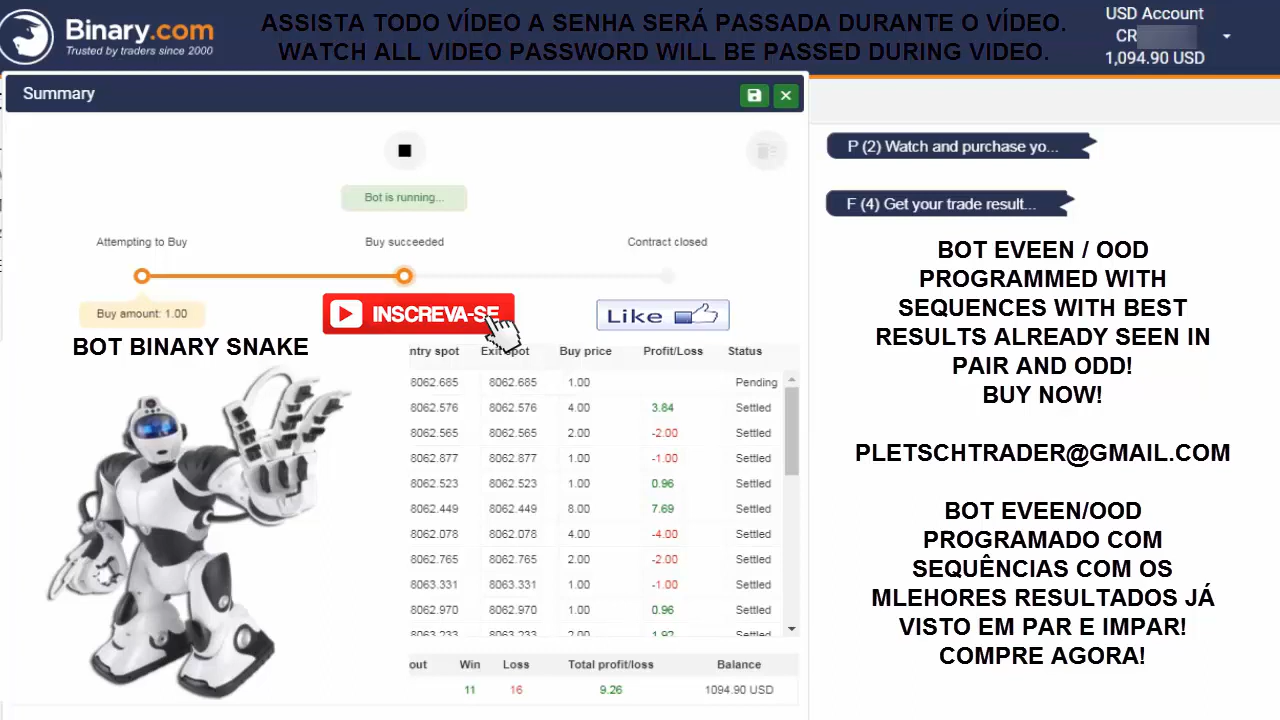 Binary.com
Trusted by traders since 2000
ASSISTA TODO VÍDEO A SENHA SERÁ PASSADA DURANTE O VÍDEO.
WATCH ALL VIDEO PASSWORD WILL BE PASSED DURING VIDEO.
USD Account
CR
1,094.90 USD
Summary
Bot is running...
Attempting to Buy Buy succeeded Contract closed
Buy amount: 1.00
INSCREVA-SE
Like
BOT BINARY SNAKE
ntry spot Exit spot Buy price Profit/Loss Status
8062.685 8062.685 1.00 Pending
8062.576 8062.576 4.00 3.84 Settled
8062.565 8062.565 2.00 -2.00 Settled
8062.877 8062.877 1.00 -1.00 Settled
8062.523 8062.523 1.00 0.96 Settled
8062.449 8062.449 8.00 7.69 Settled
8062.078 8062.078 4.00 -4.00 Settled
8062.765 8062.765 2.00 -2.00 Settled
8063.331 8063.331 1.00 -1.00 Settled
8062.970 8062.970 1.00 0.96 Settled
8063.233 8063.233 2.00 1.92 Settled
out Win Loss Total profit/loss Balance
11 16 9.26 1094.90 USD
P (2) Watch and purchase yo...
F (4) Get your trade result...
BOT EVEEN / OOD
PROGRAMMED WITH
SEQUENCES WITH BEST
RESULTS ALREADY SEEN IN
PAIR AND ODD!
BUY NOW!
PLETSCHTRADER@GMAIL.COM
BOT EVEEN/OOD
PROGRAMADO COM
SEQUÊNCIAS COM OS
MLEHORES RESULTADOS JÁ
VISTO EM PAR E IMPAR!
COMPRE AGORA!